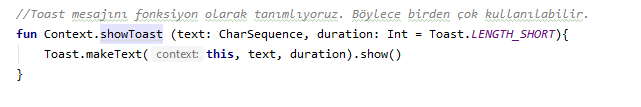 //Toast mesajını fonksiyon olarak tanımlıyoruz. Böylece birden çok kullanılabilir.
fun Context.showToast (text: CharSequence, duration: Int = Toast.LENGTH_SHORT){
Toast.makeText( context: this, text, duration).show()
}